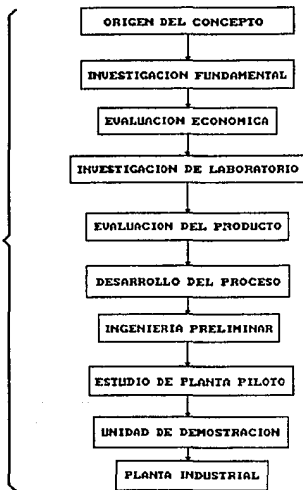 ORIGEN DEL CONCEPTO
INVESTIGACION FUNDAMENTAL
EVALUACION ECONOMICA
INVESTIGACION DE LABORATORIO
EVALUACION DEL PRODUCTO
DESARROLLO DEL PROCESO
INGENIERIA PRELIMINAR
ESTUDIO DE PLANTA PILOTO
UNIDAD DE DEMOSTRACION
PLANTA INDUSTRIAL